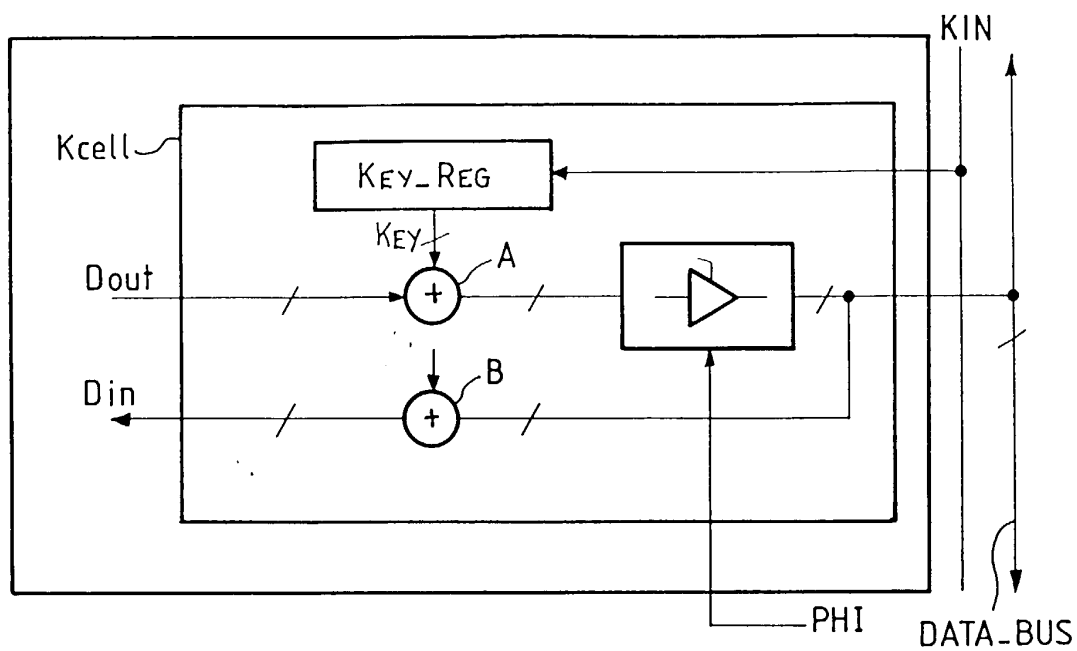 KIN
Kcell
KEY_REG
KEY
Dout
A
+
Din
B
+
PHI
DATA_BUS